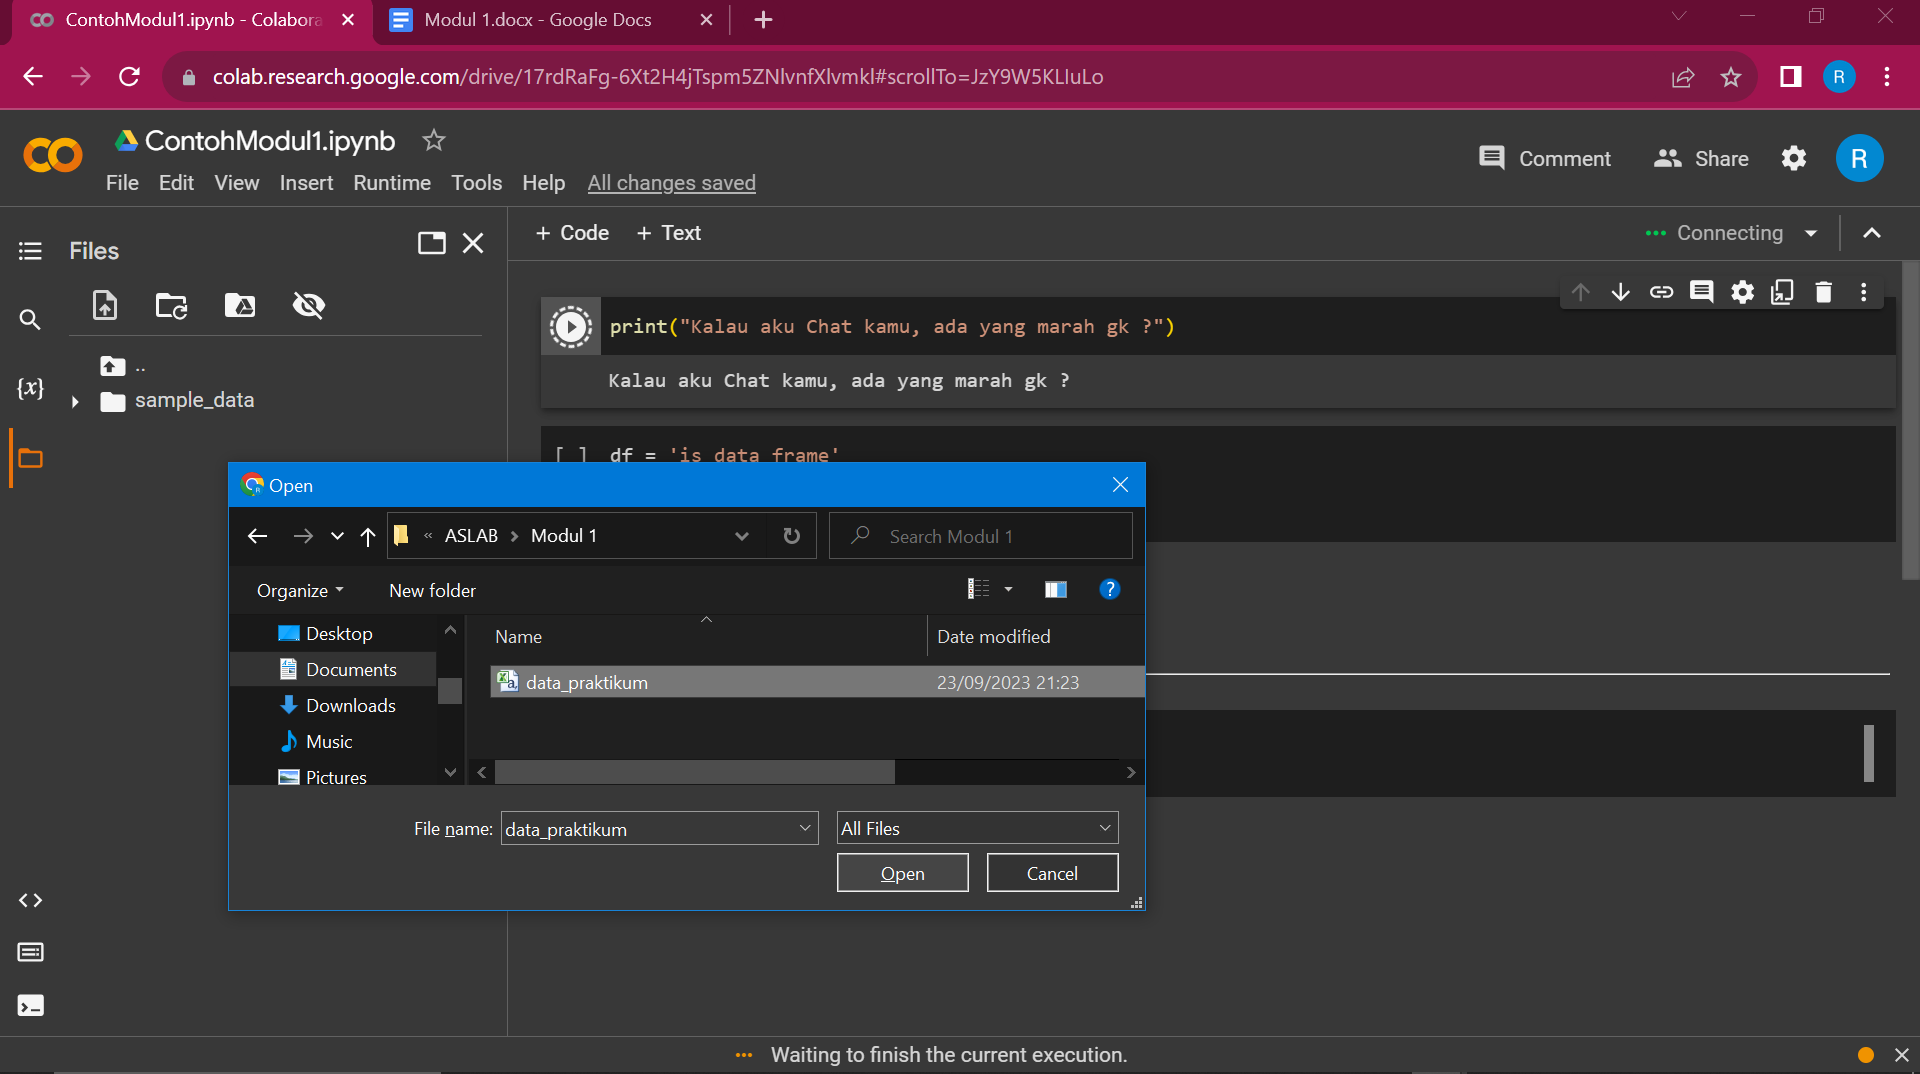 ContohModul1.ipynb - Colabora
Modul 1.docx - Google Docs
colab.research.google.com/drive/17rdRaFg-6Xt2H4jTspm5ZNlvnfXlvmkl#scrollTo=JzY9W5KLIuLo
R
ContohModul1.ipynb
File Edit View Insert Runtime Tools Help All changes saved
Comment Share R
Files
+ Code + Text
Connecting
print("Kalau aku Chat kamu, ada yang marah gk ?")
Kalau aku Chat kamu, ada yang marah gk ?
{x}
..
sample_data
[ ] df = 'is data frame'
Open
« ASLAB > Modul 1
Search Modul 1
Organize New folder
?
Desktop
Documents
Downloads
Music
Pictures
Name Date modified
data_praktikum 23/09/2023 21:23
File name: data_praktikum All Files
Open Cancel
Waiting to finish the current execution.